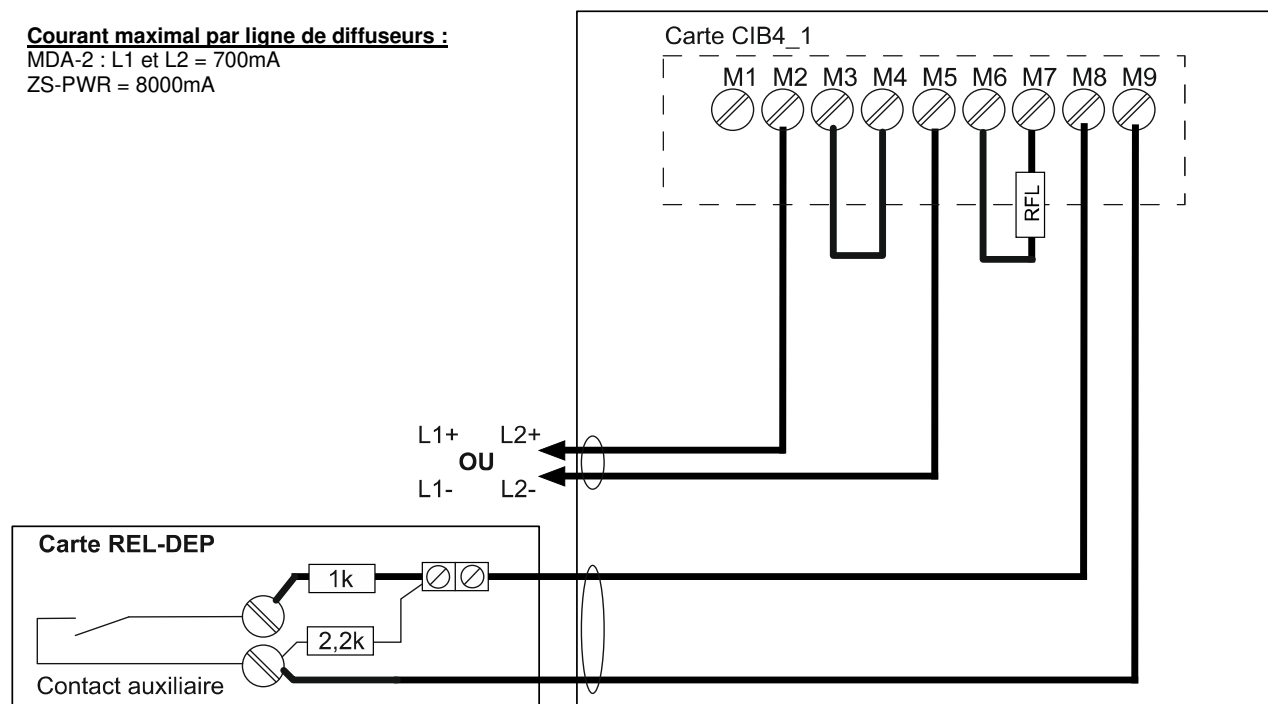 Courant maximal par ligne de diffuseurs :
MDA-2 : L1 et L2 = 700mA
ZS-PWR = 8000mA
Carte CIB4_1
M1 M2 M3 M4 M5 M6 M7 M8 M9
RFL
L1+ L2+
OU
L1- L2-
Carte REL-DEP
1k
2,2k
Contact auxiliaire